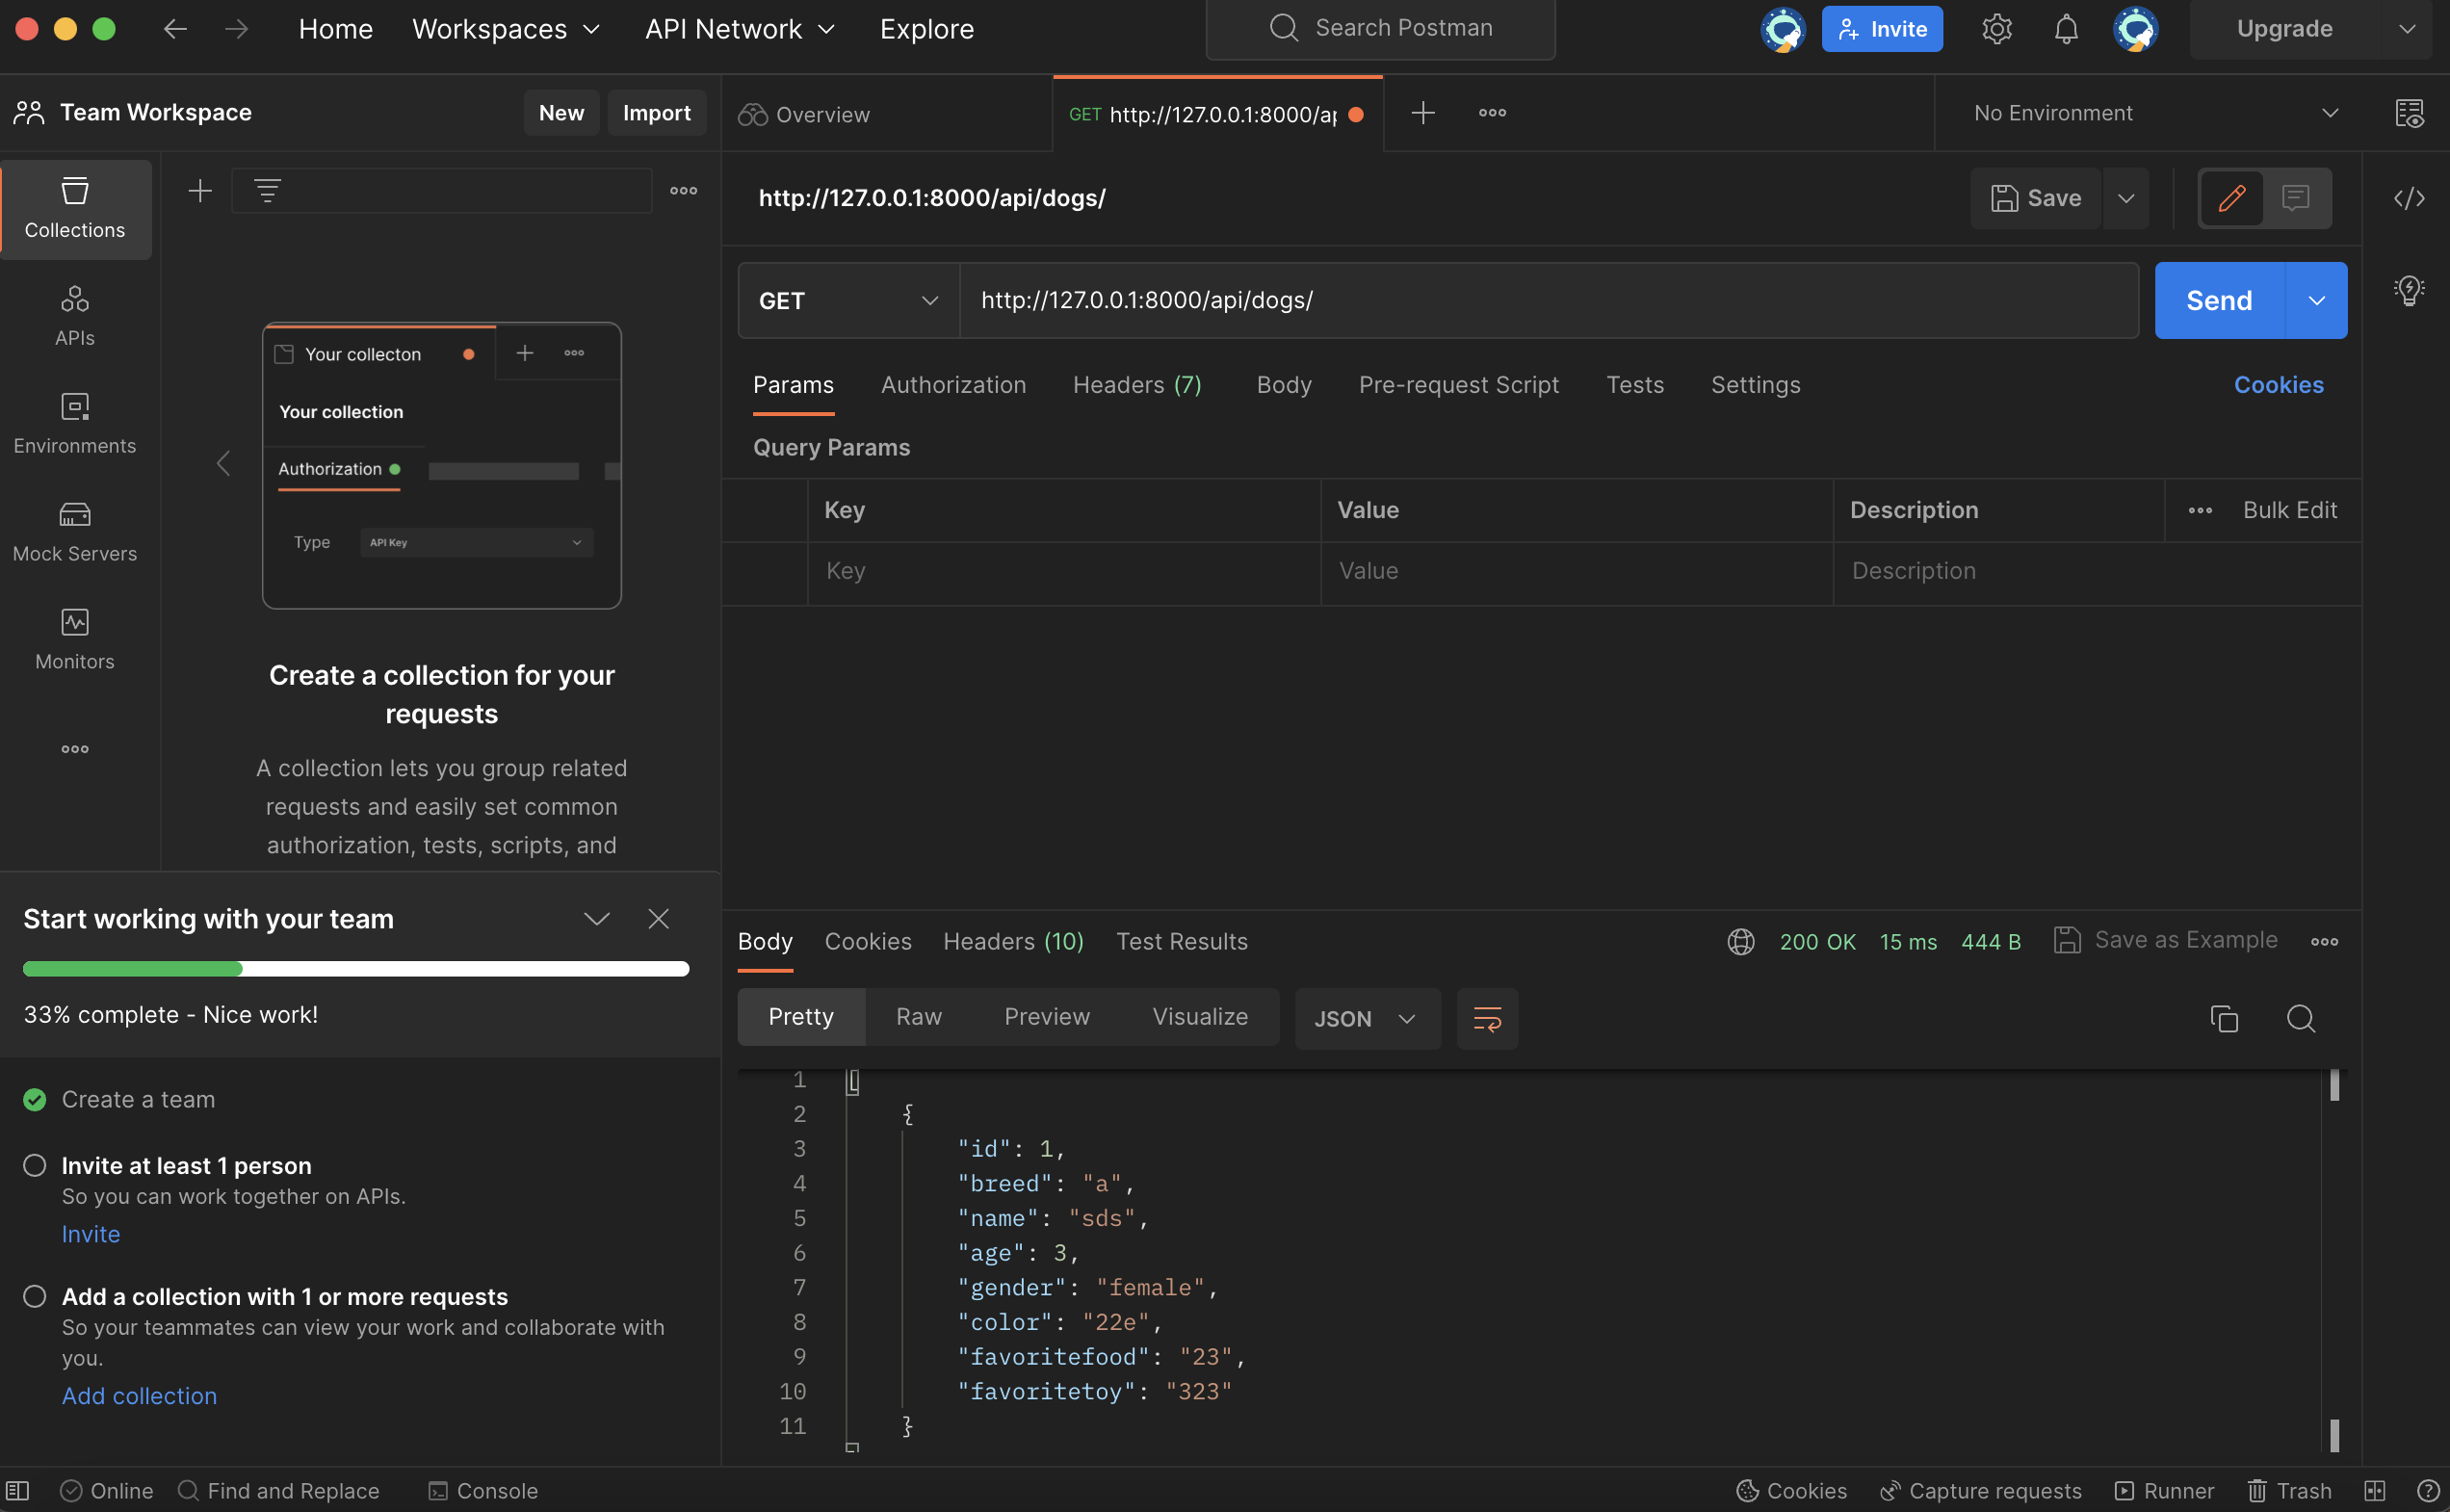 Home Workspaces API Network Explore Search Postman Invite Upgrade
Team Workspace New Import
Overview GET http://127.0.0.1:8000/ap No Environment
Collections
APIs
Environments
Mock Servers
Monitors
Your collecton
Your collection
Authorization
Type API Key
Create a collection for your
requests
A collection lets you group related
requests and easily set common
authorization, tests, scripts, and
Start working with your team
33% complete - Nice work!
Create a team
Invite at least 1 person
So you can work together on APIs.
Invite
Add a collection with 1 or more requests
So your teammates can view your work and collaborate with
you.
Add collection
http://127.0.0.1:8000/api/dogs/ Save
GET http://127.0.0.1:8000/api/dogs/ Send
Params Authorization Headers (7) Body Pre-request Script Tests Settings Cookies
Query Params
Key Value Description Bulk Edit
Key Value Description
Body Cookies Headers (10) Test Results 200 OK 15 ms 444 B Save as Example
Pretty Raw Preview Visualize JSON
1 [
2 {
3 "id": 1,
4 "breed": "a",
5 "name": "sds",
6 "age": 3,
7 "gender": "female",
8 "color": "22e",
9 "favoritefood": "23",
10 "favoritetoy": "323"
11 }
Online Find and Replace Console Cookies Capture requests Runner Trash